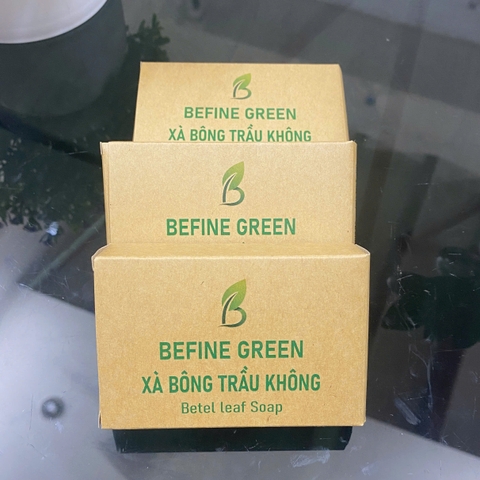 BEFINE GREEN
XÀ BÔNG TRẦU KHÔNG
BEFINE GREEN
BEFINE GREEN
XÀ BÔNG TRẦU KHÔNG
Betel leaf Soap